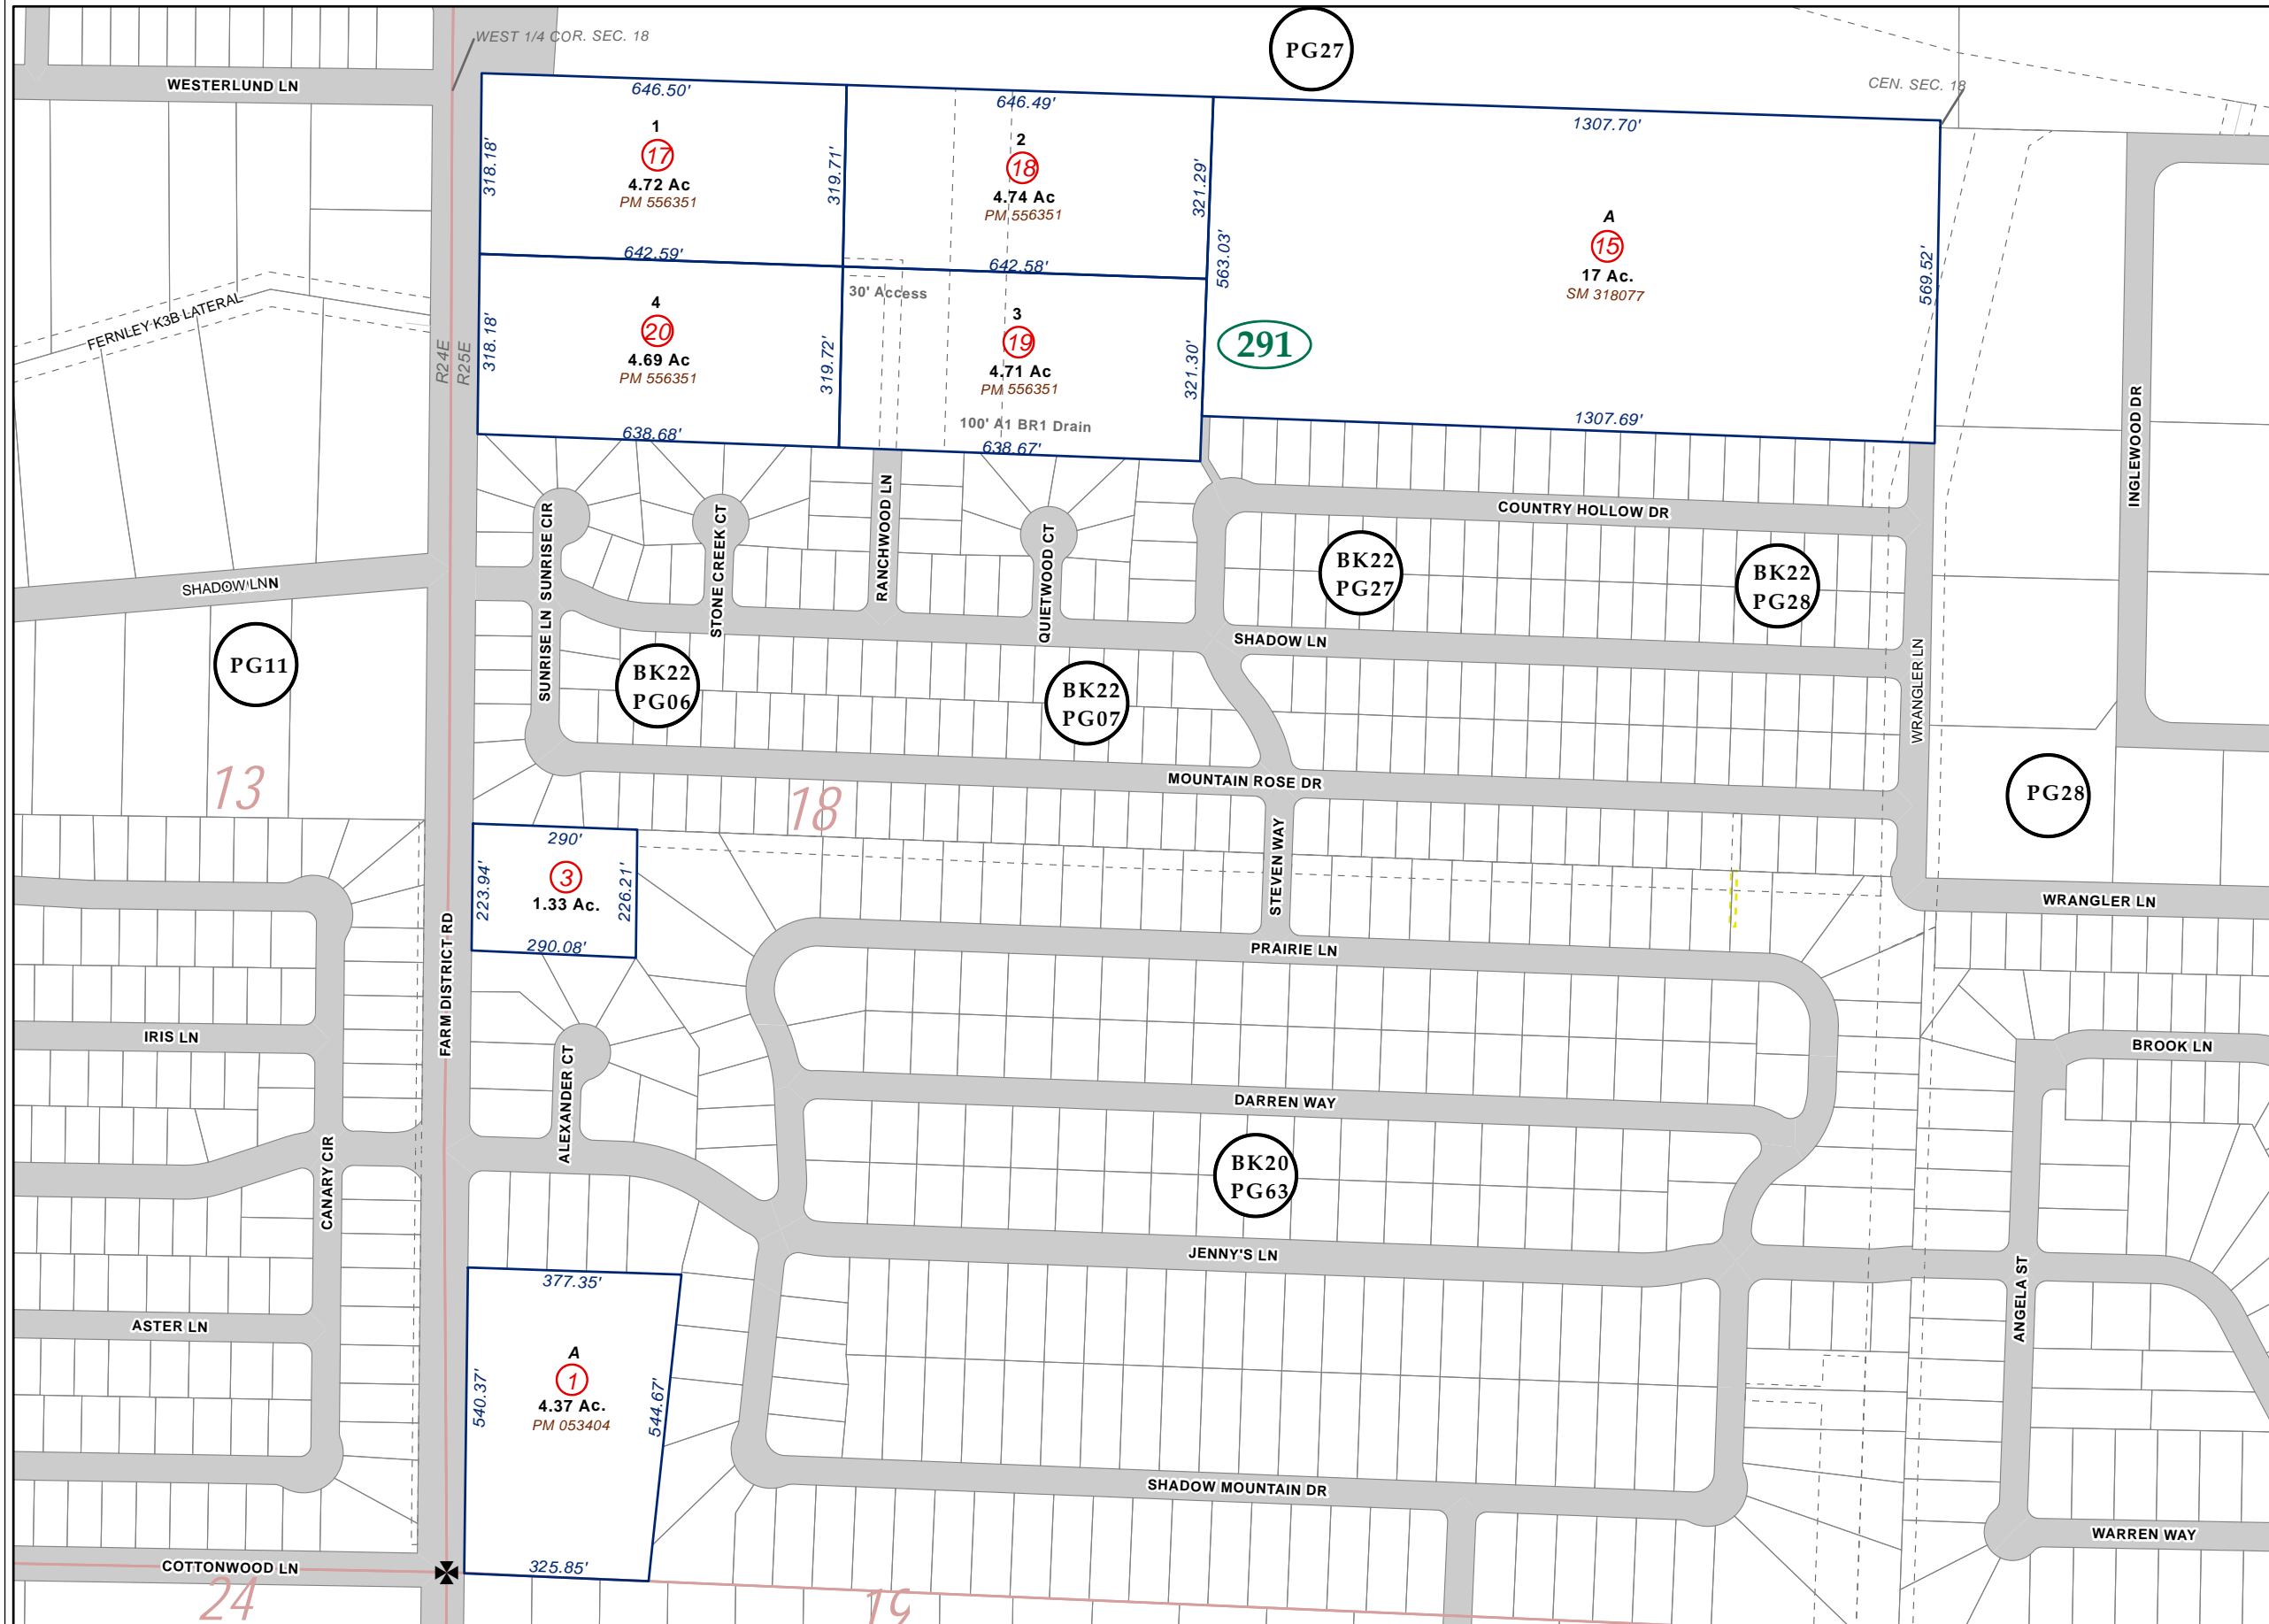 WEST 1/4 COR. SEC. 18
PG27
WESTERLUND LN
CEN. SEC. 18
646.50'
646.49'
1307.70'
1
17
4.72 Ac
PM 556351
318.18'
319.71'
2
18
4.74 Ac
PM 556351
321.29'
A
15
17 Ac.
SM 318077
563.03'
569.52'
642.59'
642.58'
30' Access
FERNLEY K3B LATERAL
R24E
R25E
318.18'
4
20
4.69 Ac
PM 556351
319.72'
3
19
4.71 Ac
PM 556351
321.30'
291
100' A1 BR1 Drain
638.68'
638.67'
1307.69'
INGLEWOOD DR
COUNTRY HOLLOW DR
SUNRISE CIR
STONE CREEK CT
RANCHWOOD LN
QUIETWOOD CT
BK22
PG27
BK22
PG28
SHADOW LN
SHADOW LN
SUNRISE LN
WRANGLER LN
PG11
BK22
PG06
BK22
PG07
13
18
MOUNTAIN ROSE DR
PG28
290'
3
1.33 Ac.
223.94'
226.21'
290.08'
STEVEN WAY
WRANGLER LN
FARM DISTRICT RD
PRAIRIE LN
IRIS LN
BROOK LN
ALEXANDER CT
DARREN WAY
CANARY CIR
BK20
PG63
JENNY'S LN
377.35'
ANGELA ST
ASTER LN
A
1
4.37 Ac.
PM 053404
540.37'
544.67'
SHADOW MOUNTAIN DR
WARREN WAY
COTTONWOOD LN
325.85'
24
19